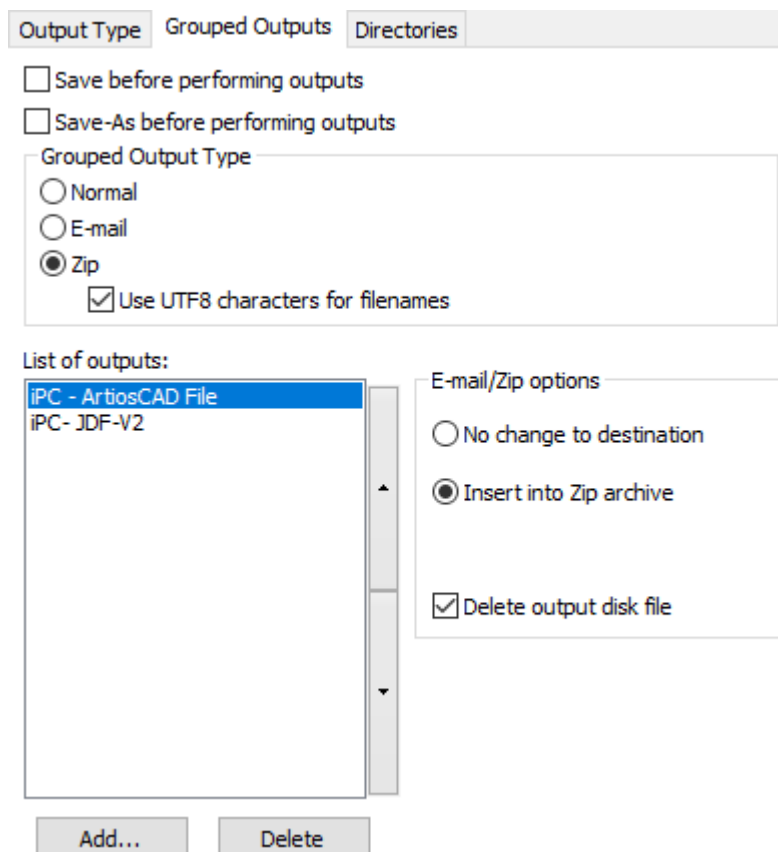 Output Type Grouped Outputs Directories
Save before performing outputs
Save-As before performing outputs
Grouped Output Type
Normal
E-mail
Zip
Use UTF8 characters for filenames
List of outputs:
iPC - ArtiosCAD File
iPC- JDF-V2
E-mail/Zip options
No change to destination
Insert into Zip archive
Delete output disk file
Add... Delete